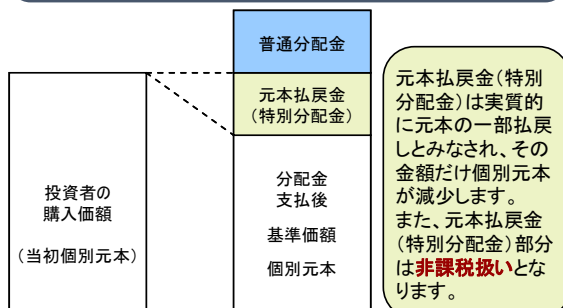 普通分配金
元本払戻金
（特別分配金）
投資者の
購入価額
（当初個別元本）
分配金
支払後
基準価額
個別元本
元本払戻金（特別
分配金）は実質的
に元本の一部払戻
しとみなされ、その
金額だけ個別元本
が減少します。
また、元本払戻金
（特別分配金）部分
は非課税扱いとな
ります。